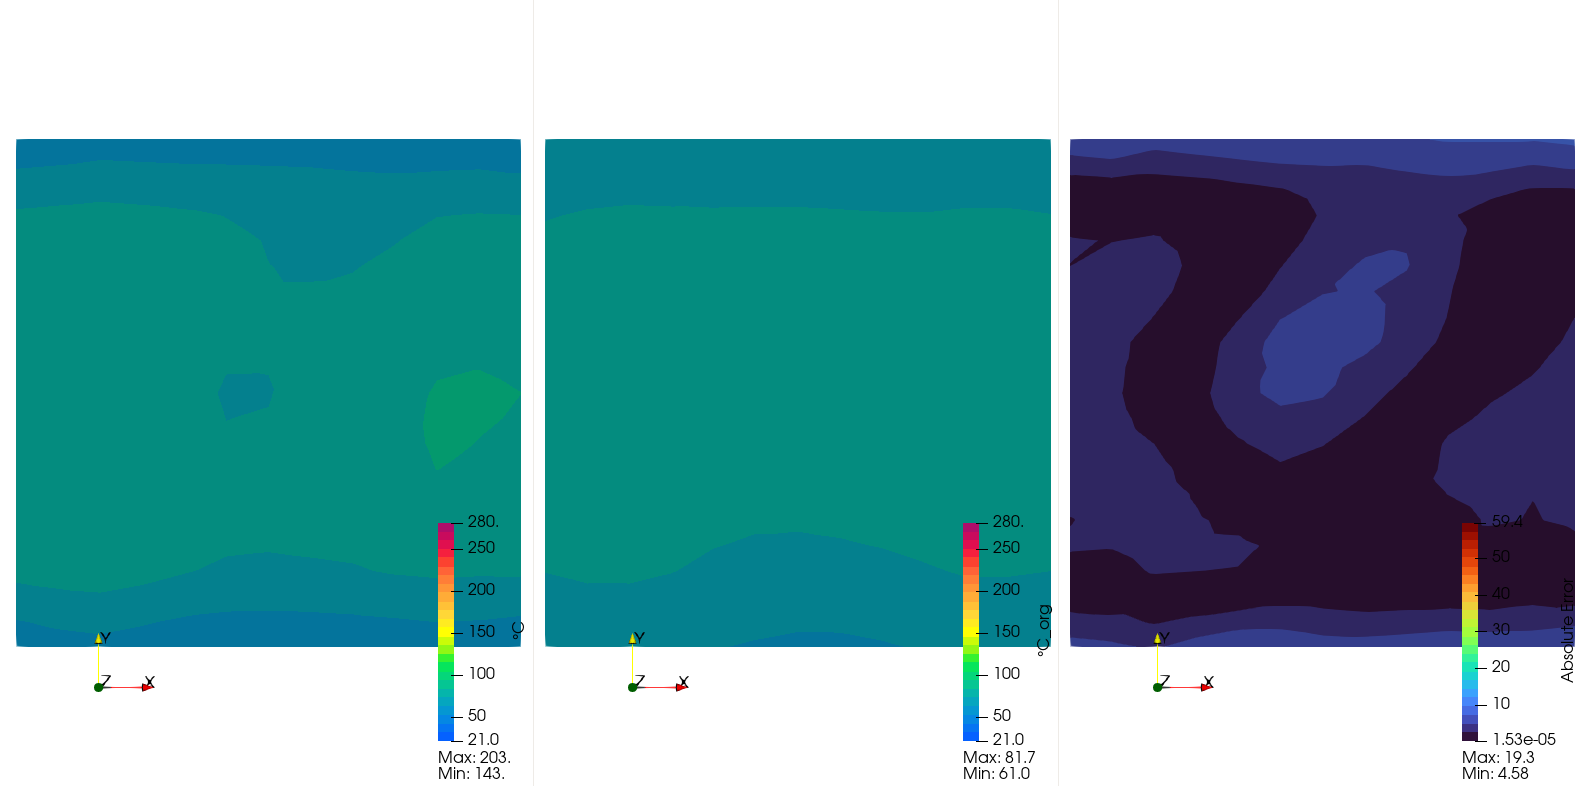 280.
250
200
150
100
50
21.0
°C
Max: 203.
Min: 143.
Y
Z
X
280.
250
200
150
100
50
21.0
°C_org
Max: 81.7
Min: 61.0
Y
Z
X
59.4
50
40
30
20
10
1.53e-05
Absolute Error
Max: 19.3
Min: 4.58
Y
Z
X